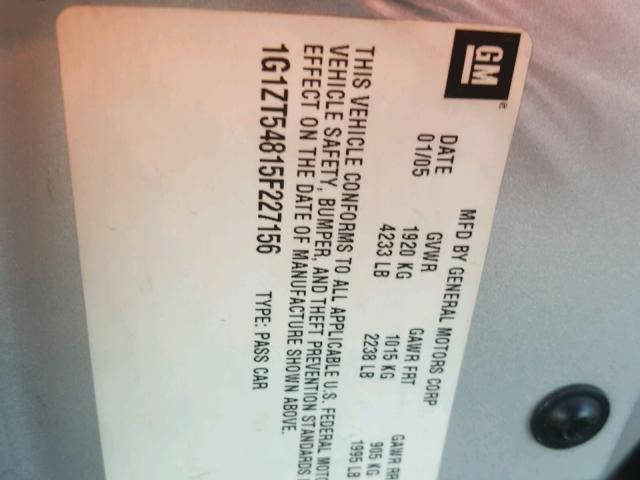 GM
MFD BY GENERAL MOTORS CORP
DATE GVWR GAWR FRT GAWR RR
01/05 1920 KG 1015 KG 905 KG
4233 LB 2238 LB 1995 LB
THIS VEHICLE CONFORMS TO ALL APPLICABLE U.S. FEDERAL
VEHICLE SAFETY, BUMPER, AND THEFT PREVENTION STANDARDS
EFFECT ON THE DATE OF MANUFACTURE SHOWN ABOVE.
1G1ZT54815F227156 TYPE: PASS CAR